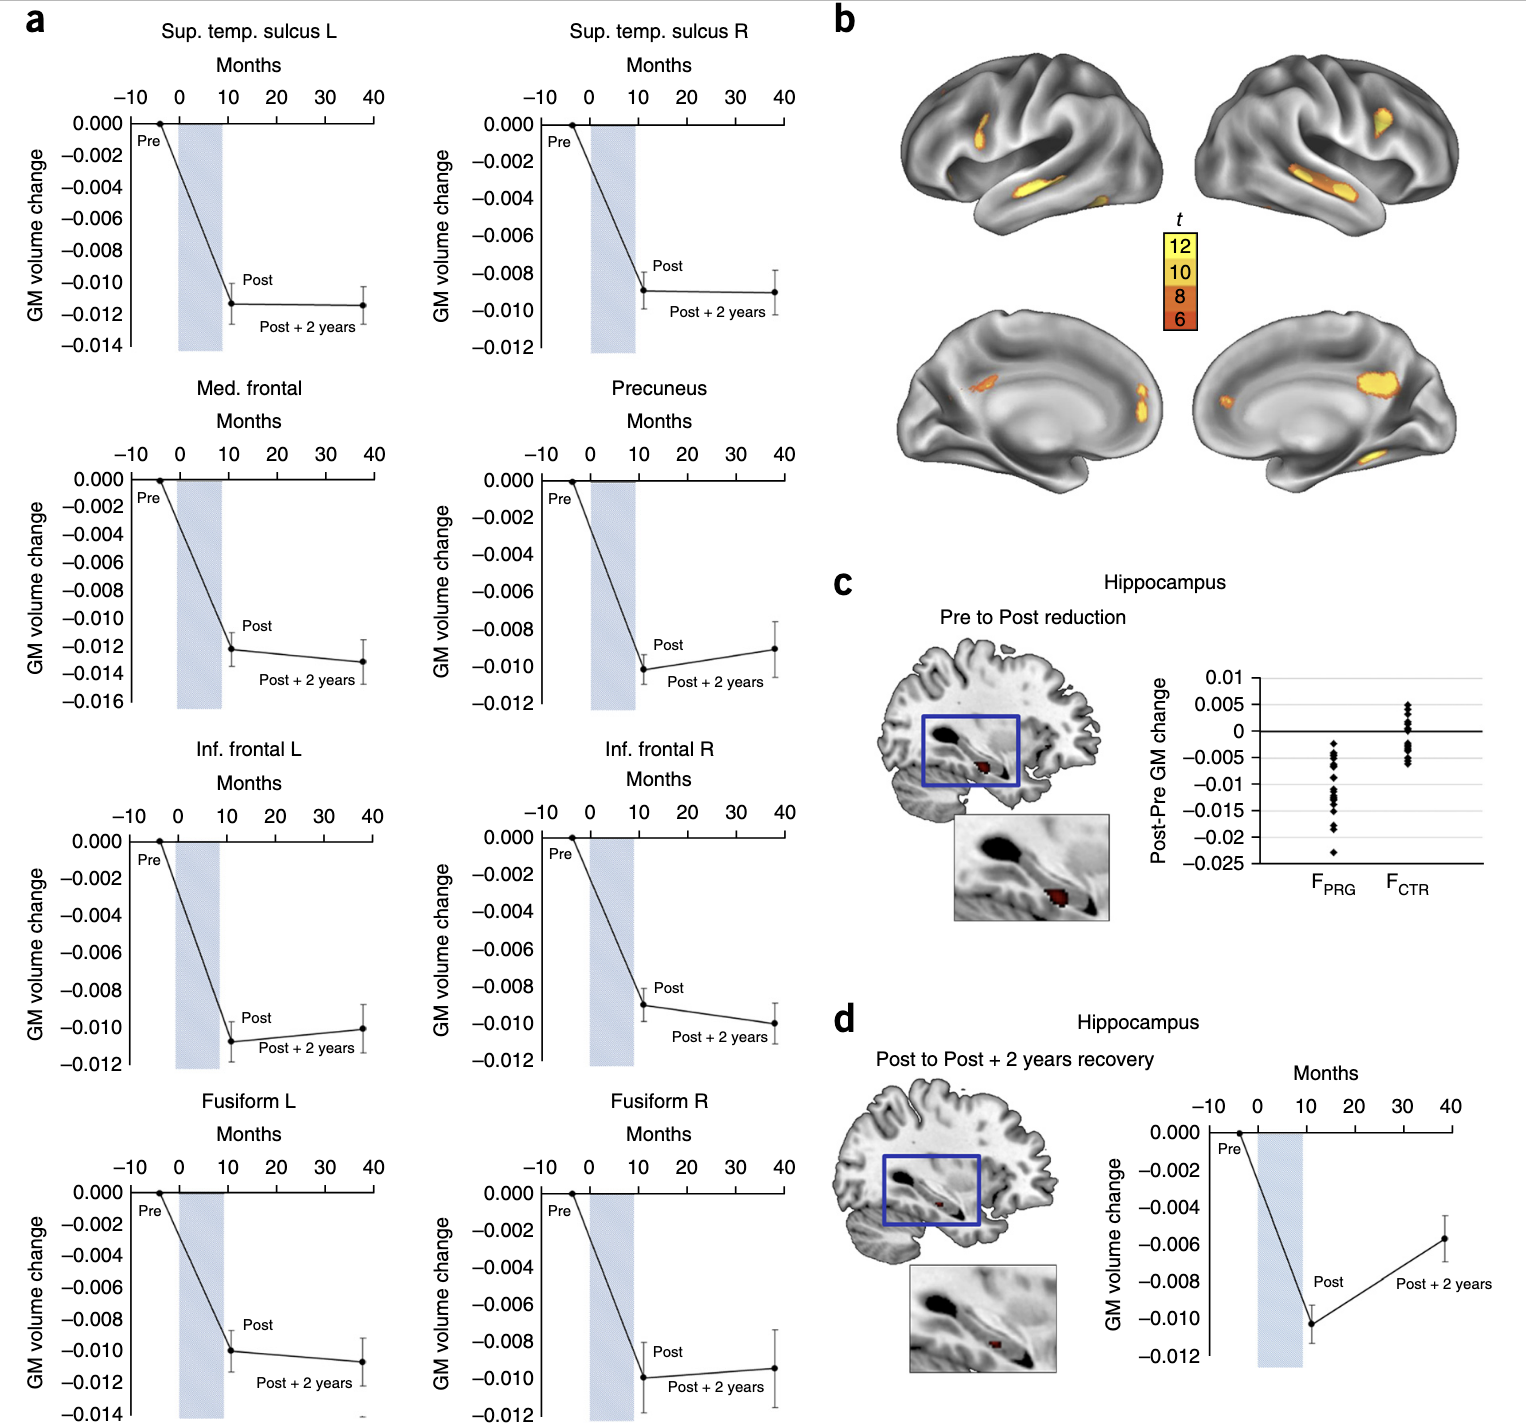 a
Sup. temp. sulcus L
Months
−10 0 10 20 30 40
0.000
−0.002
−0.004
−0.006
−0.008
−0.010
−0.012
−0.014
GM volume change
Pre
Post
Post + 2 years
Sup. temp. sulcus R
Months
−10 0 10 20 30 40
0.000
−0.002
−0.004
−0.006
−0.008
−0.010
−0.012
GM volume change
Pre
Post
Post + 2 years
Med. frontal
Months
−10 0 10 20 30 40
0.000
−0.002
−0.004
−0.006
−0.008
−0.010
−0.012
−0.014
−0.016
GM volume change
Pre
Post
Post + 2 years
Precuneus
Months
−10 0 10 20 30 40
0.000
−0.002
−0.004
−0.006
−0.008
−0.010
−0.012
GM volume change
Pre
Post
Post + 2 years
Inf. frontal L
Months
−10 0 10 20 30 40
0.000
−0.002
−0.004
−0.006
−0.008
−0.010
−0.012
GM volume change
Pre
Post
Post + 2 years
Inf. frontal R
Months
−10 0 10 20 30 40
0.000
−0.002
−0.004
−0.006
−0.008
−0.010
−0.012
GM volume change
Pre
Post
Post + 2 years
Fusiform L
Months
−10 0 10 20 30 40
0.000
−0.002
−0.004
−0.006
−0.008
−0.010
−0.012
−0.014
GM volume change
Pre
Post
Post + 2 years
Fusiform R
Months
−10 0 10 20 30 40
0.000
−0.002
−0.004
−0.006
−0.008
−0.010
−0.012
GM volume change
Pre
Post
Post + 2 years
b
t
12
10
8
6
c
Hippocampus
Pre to Post reduction
0.01
0.005
0
−0.005
−0.01
−0.015
−0.02
−0.025
Post-Pre GM change
FPRG FCTR
d
Hippocampus
Post to Post + 2 years recovery
Months
−10 0 10 20 30 40
0.000
−0.002
−0.004
−0.006
−0.008
−0.010
−0.012
GM volume change
Pre
Post
Post + 2 years